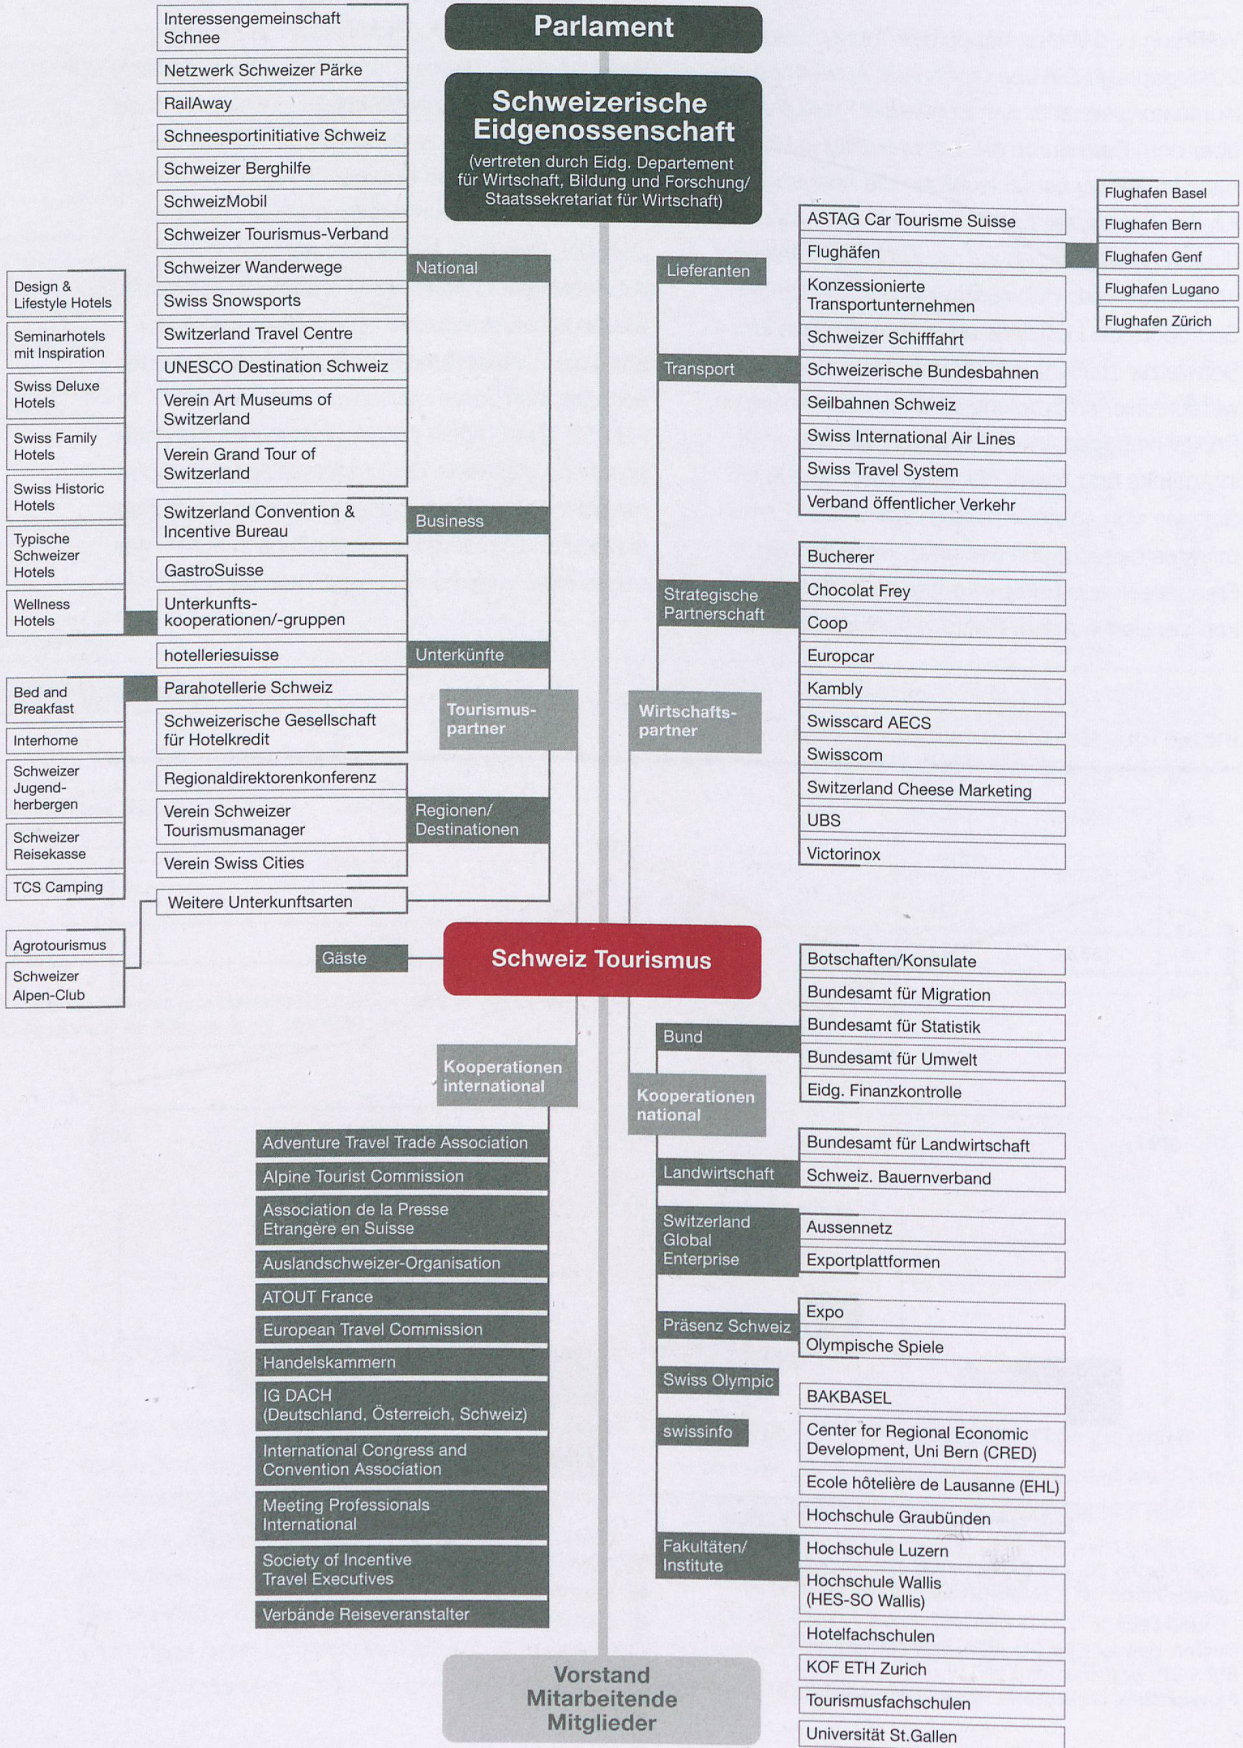 Parlament
Schweizerische
Eidgenossenschaft
(vertreten durch Eidg. Departement
für Wirtschaft, Bildung und Forschung/
Staatssekretariat für Wirtschaft)
Interessengemeinschaft
Schnee
Netzwerk Schweizer Pärke
RailAway
Schneesportinitiative Schweiz
Schweizer Berghilfe
SchweizMobil
Schweizer Tourismus-Verband
Schweizer Wanderwege
Swiss Snowsports
Switzerland Travel Centre
UNESCO Destination Schweiz
Verein Art Museums of
Switzerland
Verein Grand Tour of
Switzerland
National
Switzerland Convention &
Incentive Bureau
Business
GastroSuisse
Unterkunfts-
kooperationen/-gruppen
hotelleriesuisse
Parahotellerie Schweiz
Schweizerische Gesellschaft
für Hotelkredit
Unterkünfte
Design &
Lifestyle Hotels
Seminarhotels
mit Inspiration
Swiss Deluxe
Hotels
Swiss Family
Hotels
Swiss Historic
Hotels
Typische
Schweizer
Hotels
Wellness
Hotels
Bed and
Breakfast
Interhome
Schweizer
Jugend-
herbergen
Schweizer
Reisekasse
TCS Camping
Regionaldirektorenkonferenz
Verein Schweizer
Tourismusmanager
Verein Swiss Cities
Regionen/
Destinationen
Weitere Unterkunftsarten
Agrotourismus
Schweizer
Alpen-Club
Tourismus-
partner
Wirtschafts-
partner
Lieferanten
Transport
ASTAG Car Tourisme Suisse
Flughäfen
Konzessionierte
Transportunternehmen
Schweizer Schifffahrt
Schweizerische Bundesbahnen
Seilbahnen Schweiz
Swiss International Air Lines
Swiss Travel System
Verband öffentlicher Verkehr
Flughafen Basel
Flughafen Bern
Flughafen Genf
Flughafen Lugano
Flughafen Zürich
Strategische
Partnerschaft
Bucherer
Chocolat Frey
Coop
Europcar
Kambly
Swisscard AECS
Swisscom
Switzerland Cheese Marketing
UBS
Victorinox
Gäste
Schweiz Tourismus
Kooperationen
international
Adventure Travel Trade Association
Alpine Tourist Commission
Association de la Presse
Etrangère en Suisse
Auslandschweizer-Organisation
ATOUT France
European Travel Commission
Handelskammern
IG DACH
(Deutschland, Österreich, Schweiz)
International Congress and
Convention Association
Meeting Professionals
International
Society of Incentive
Travel Executives
Verbände Reiseveranstalter
Kooperationen
national
Bund
Botschaften/Konsulate
Bundesamt für Migration
Bundesamt für Statistik
Bundesamt für Umwelt
Eidg. Finanzkontrolle
Landwirtschaft
Bundesamt für Landwirtschaft
Schweiz. Bauernverband
Switzerland
Global
Enterprise
Aussennetz
Exportplattformen
Präsenz Schweiz
Expo
Olympische Spiele
Swiss Olympic
swissinfo
Fakultäten/
Institute
BAKBASEL
Center for Regional Economic
Development, Uni Bern (CRED)
Ecole hôtelière de Lausanne (EHL)
Hochschule Graubünden
Hochschule Luzern
Hochschule Wallis
(HES-SO Wallis)
Hotelfachschulen
KOF ETH Zurich
Tourismusfachschulen
Universität St.Gallen
Vorstand
Mitarbeitende
Mitglieder